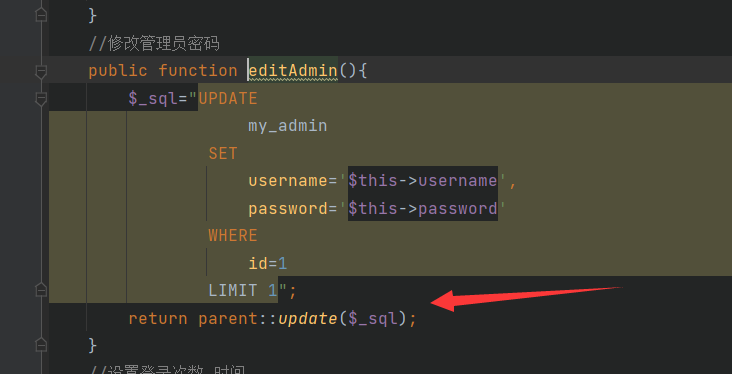 }
//修改管理员密码
public function editAdmin(){
$_sql="UPDATE
my_admin
SET
username='$this->username',
password='$this->password'
WHERE
id=1
LIMIT 1";
return parent::update($_sql);
}
//设置登录次数 时间